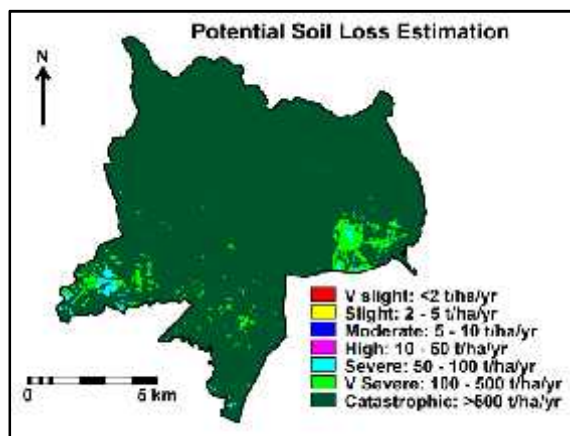 Potential Soil Loss Estimation
N
V slight: <2 t/ha/yr
Slight: 2 - 5 t/ha/yr
Moderate: 5 - 10 t/ha/yr
High: 10 - 50 t/ha/yr
Severe: 50 - 100 t/ha/yr
V Severe: 100 - 500 t/ha/yr
Catastrophic: >500 t/ha/yr
0 5 km